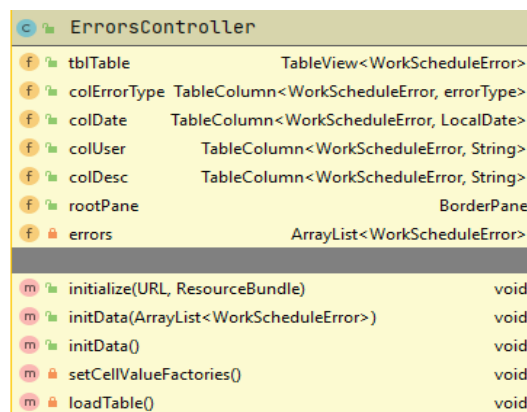 c ErrorsController
f tblTable TableView<WorkScheduleError>
f colErrorType TableColumn<WorkScheduleError, errorType>
f colDate TableColumn<WorkScheduleError, LocalDate>
f colUser TableColumn<WorkScheduleError, String>
f colDesc TableColumn<WorkScheduleError, String>
f rootPane BorderPane
f errors ArrayList<WorkScheduleError>
m initialize(URL, ResourceBundle) void
m initData(ArrayList<WorkScheduleError>) void
m initData() void
m setCellValueFactories() void
m loadTable() void